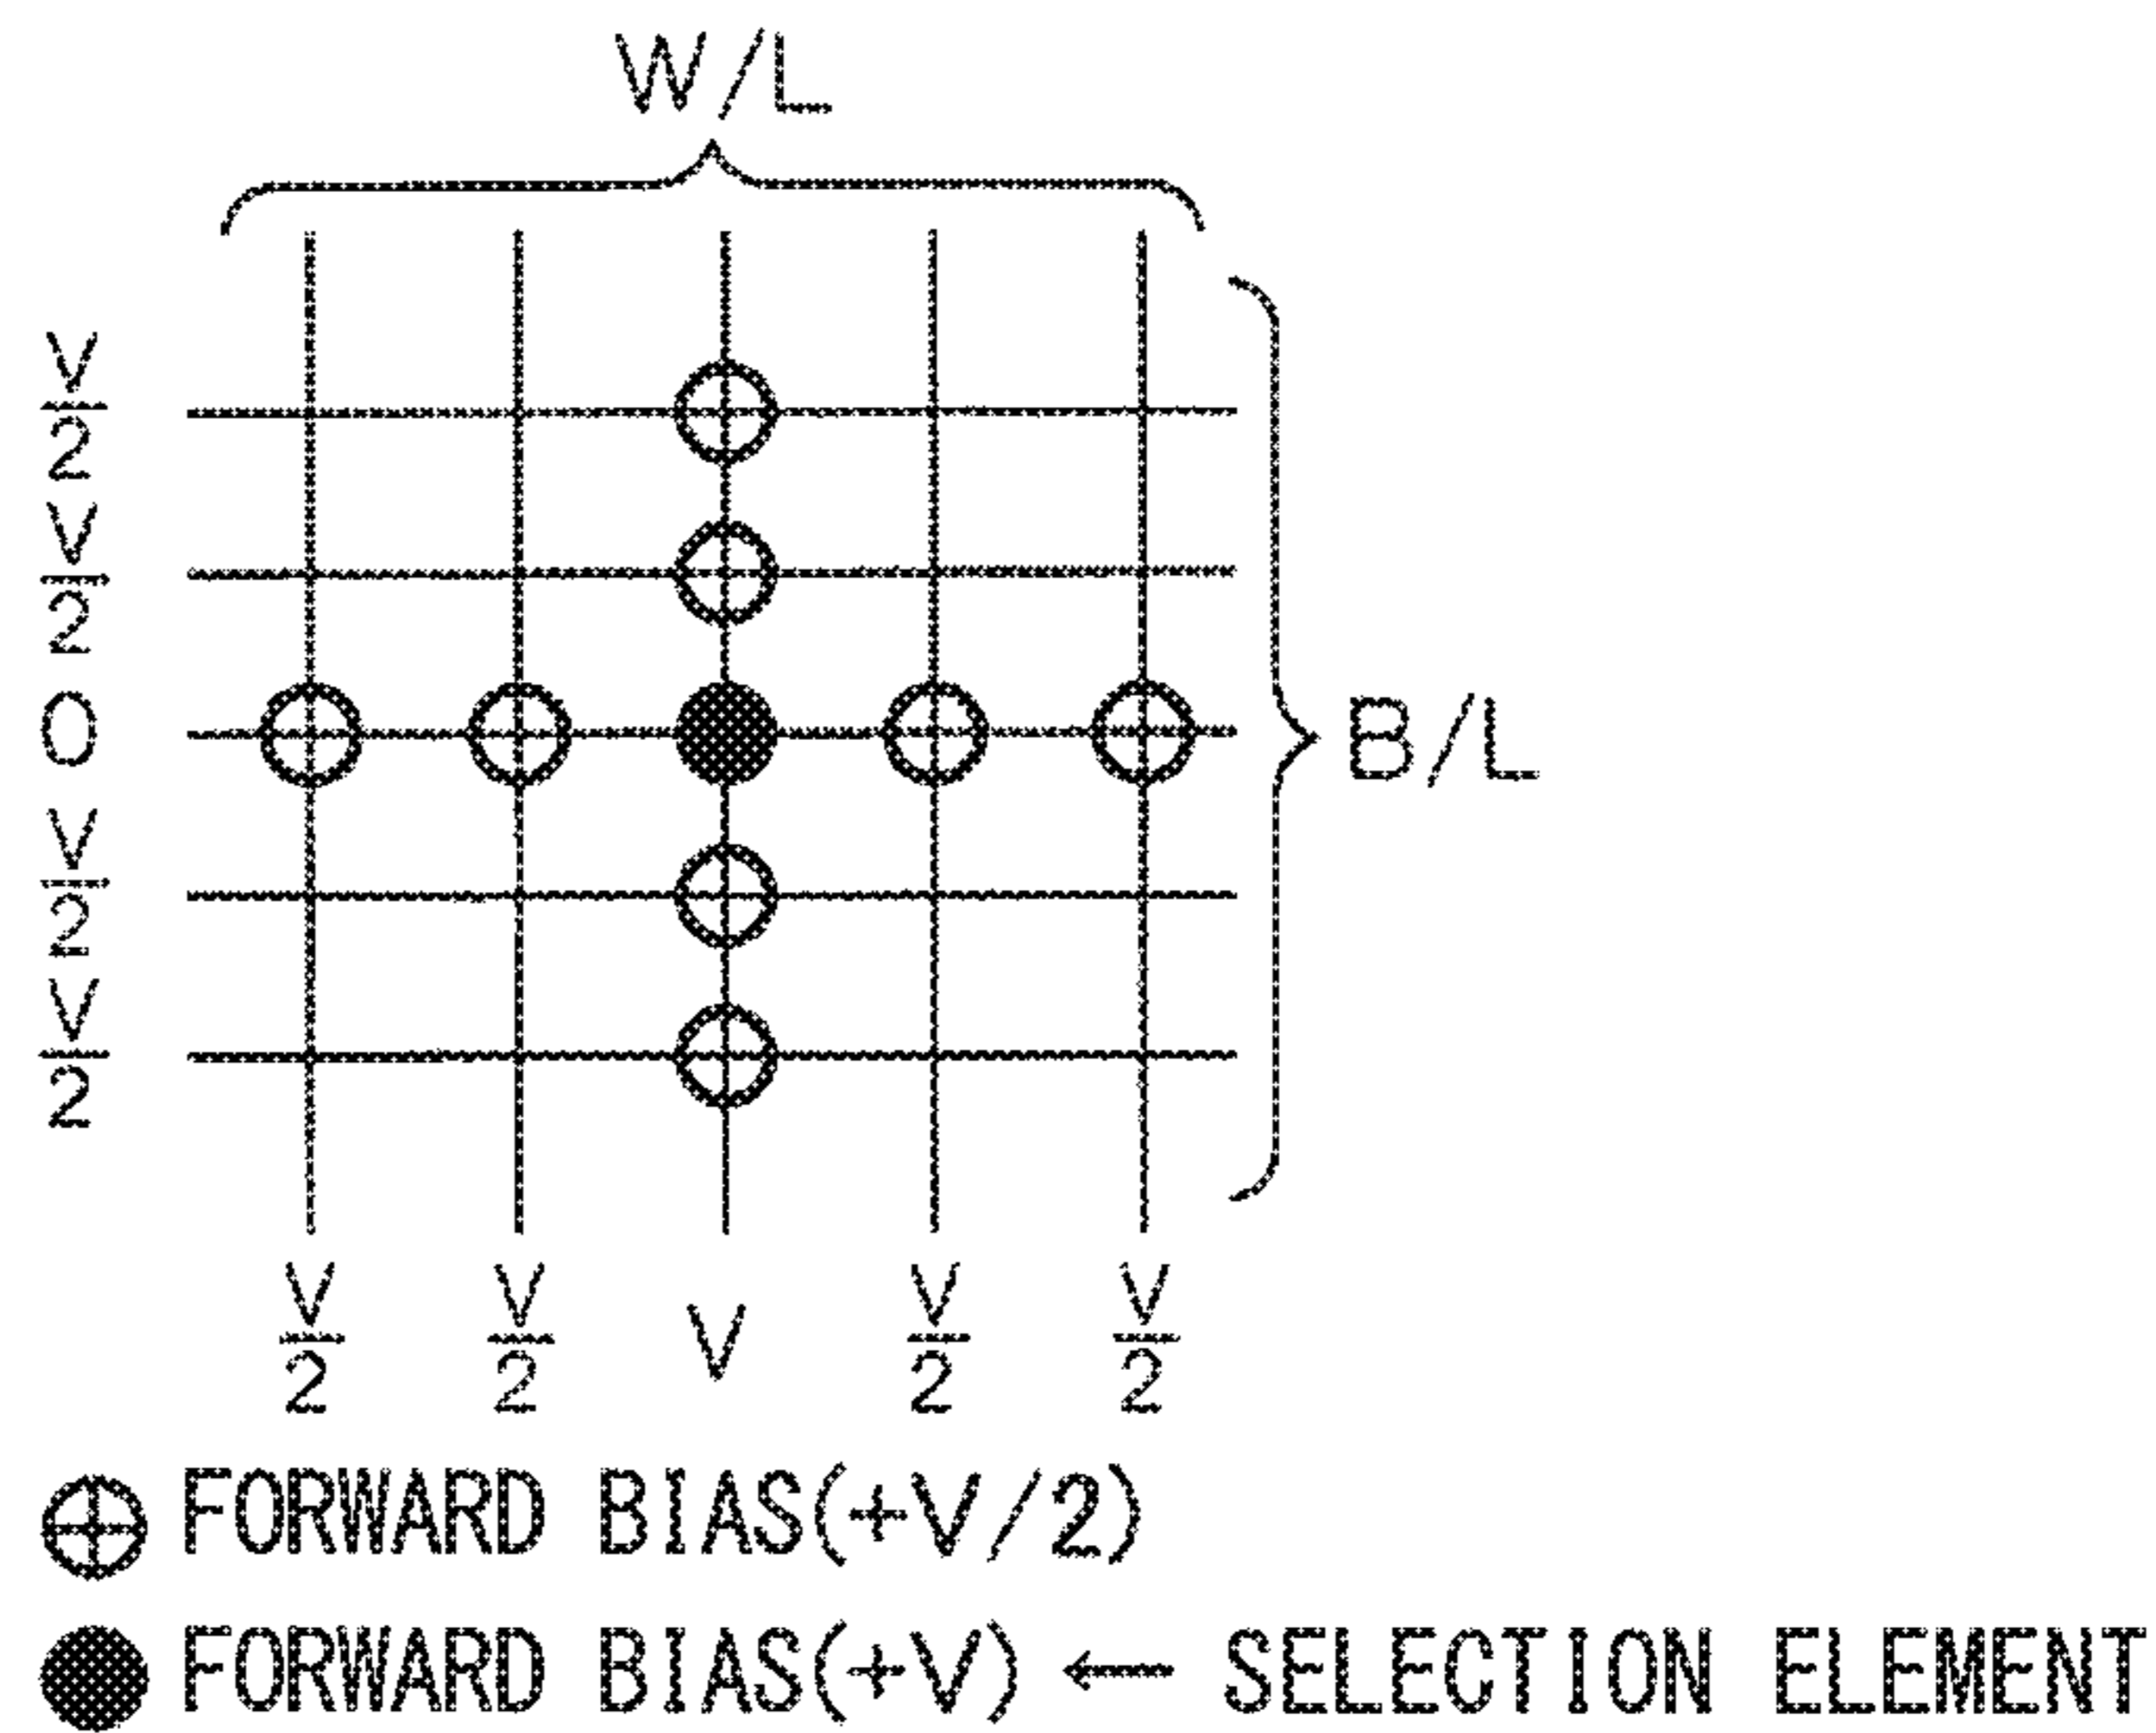 W/L
V/2
V/2
0
V/2
V/2
B/L
V/2 V/2 V V/2 V/2
FORWARD BIAS(+V/2)
FORWARD BIAS(+V) ← SELECTION ELEMENT